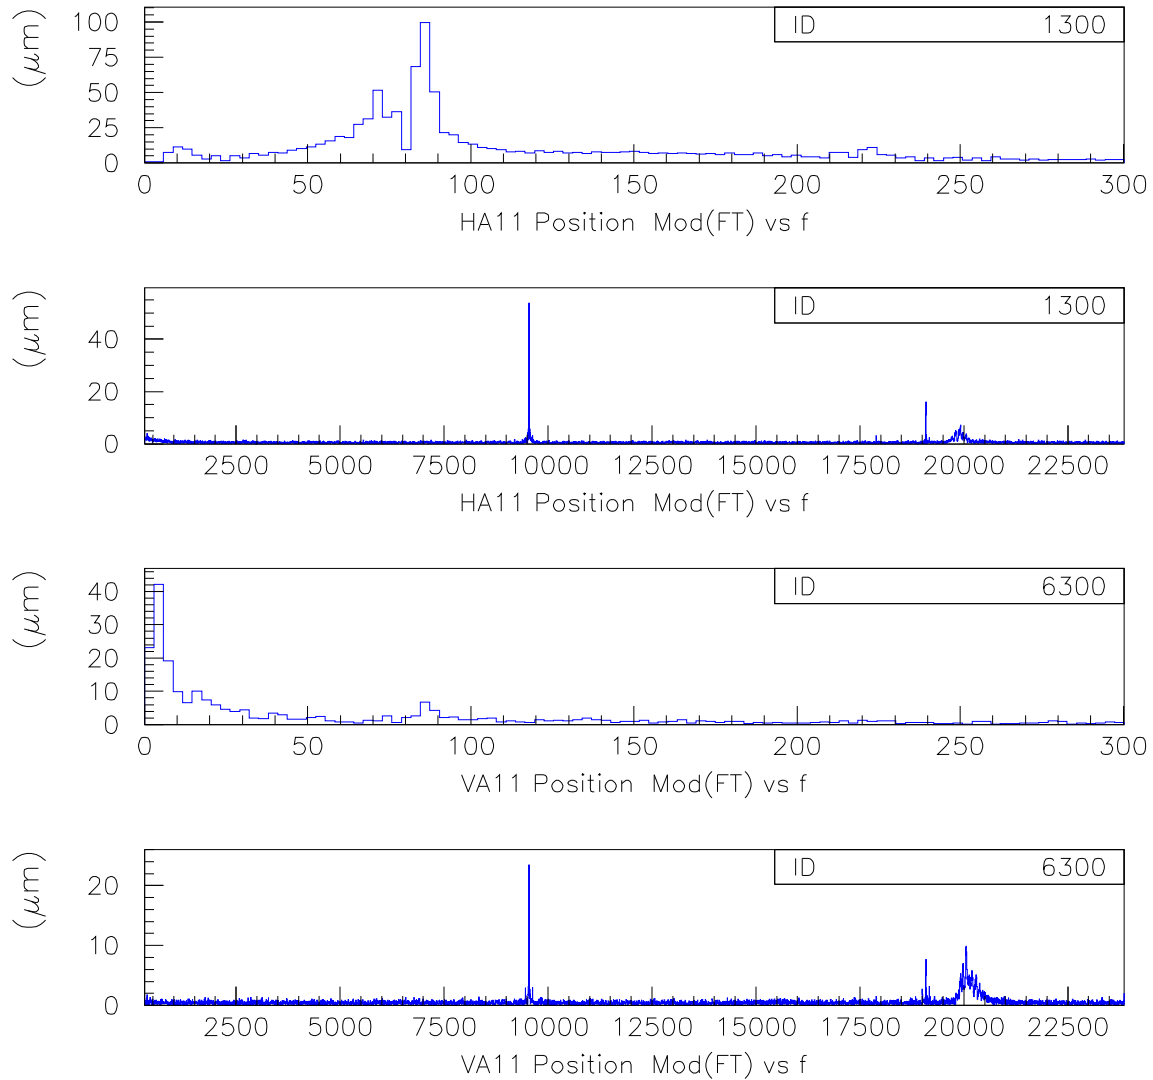 ID 1300
(μm)
100
75
50
25
0
0 50 100 150 200 250 300
HA11 Position Mod(FT) vs f
ID 1300
(μm)
40
20
0
2500 5000 7500 10000 12500 15000 17500 20000 22500
HA11 Position Mod(FT) vs f
ID 6300
(μm)
40
30
20
10
0
0 50 100 150 200 250 300
VA11 Position Mod(FT) vs f
ID 6300
(μm)
20
10
0
2500 5000 7500 10000 12500 15000 17500 20000 22500
VA11 Position Mod(FT) vs f